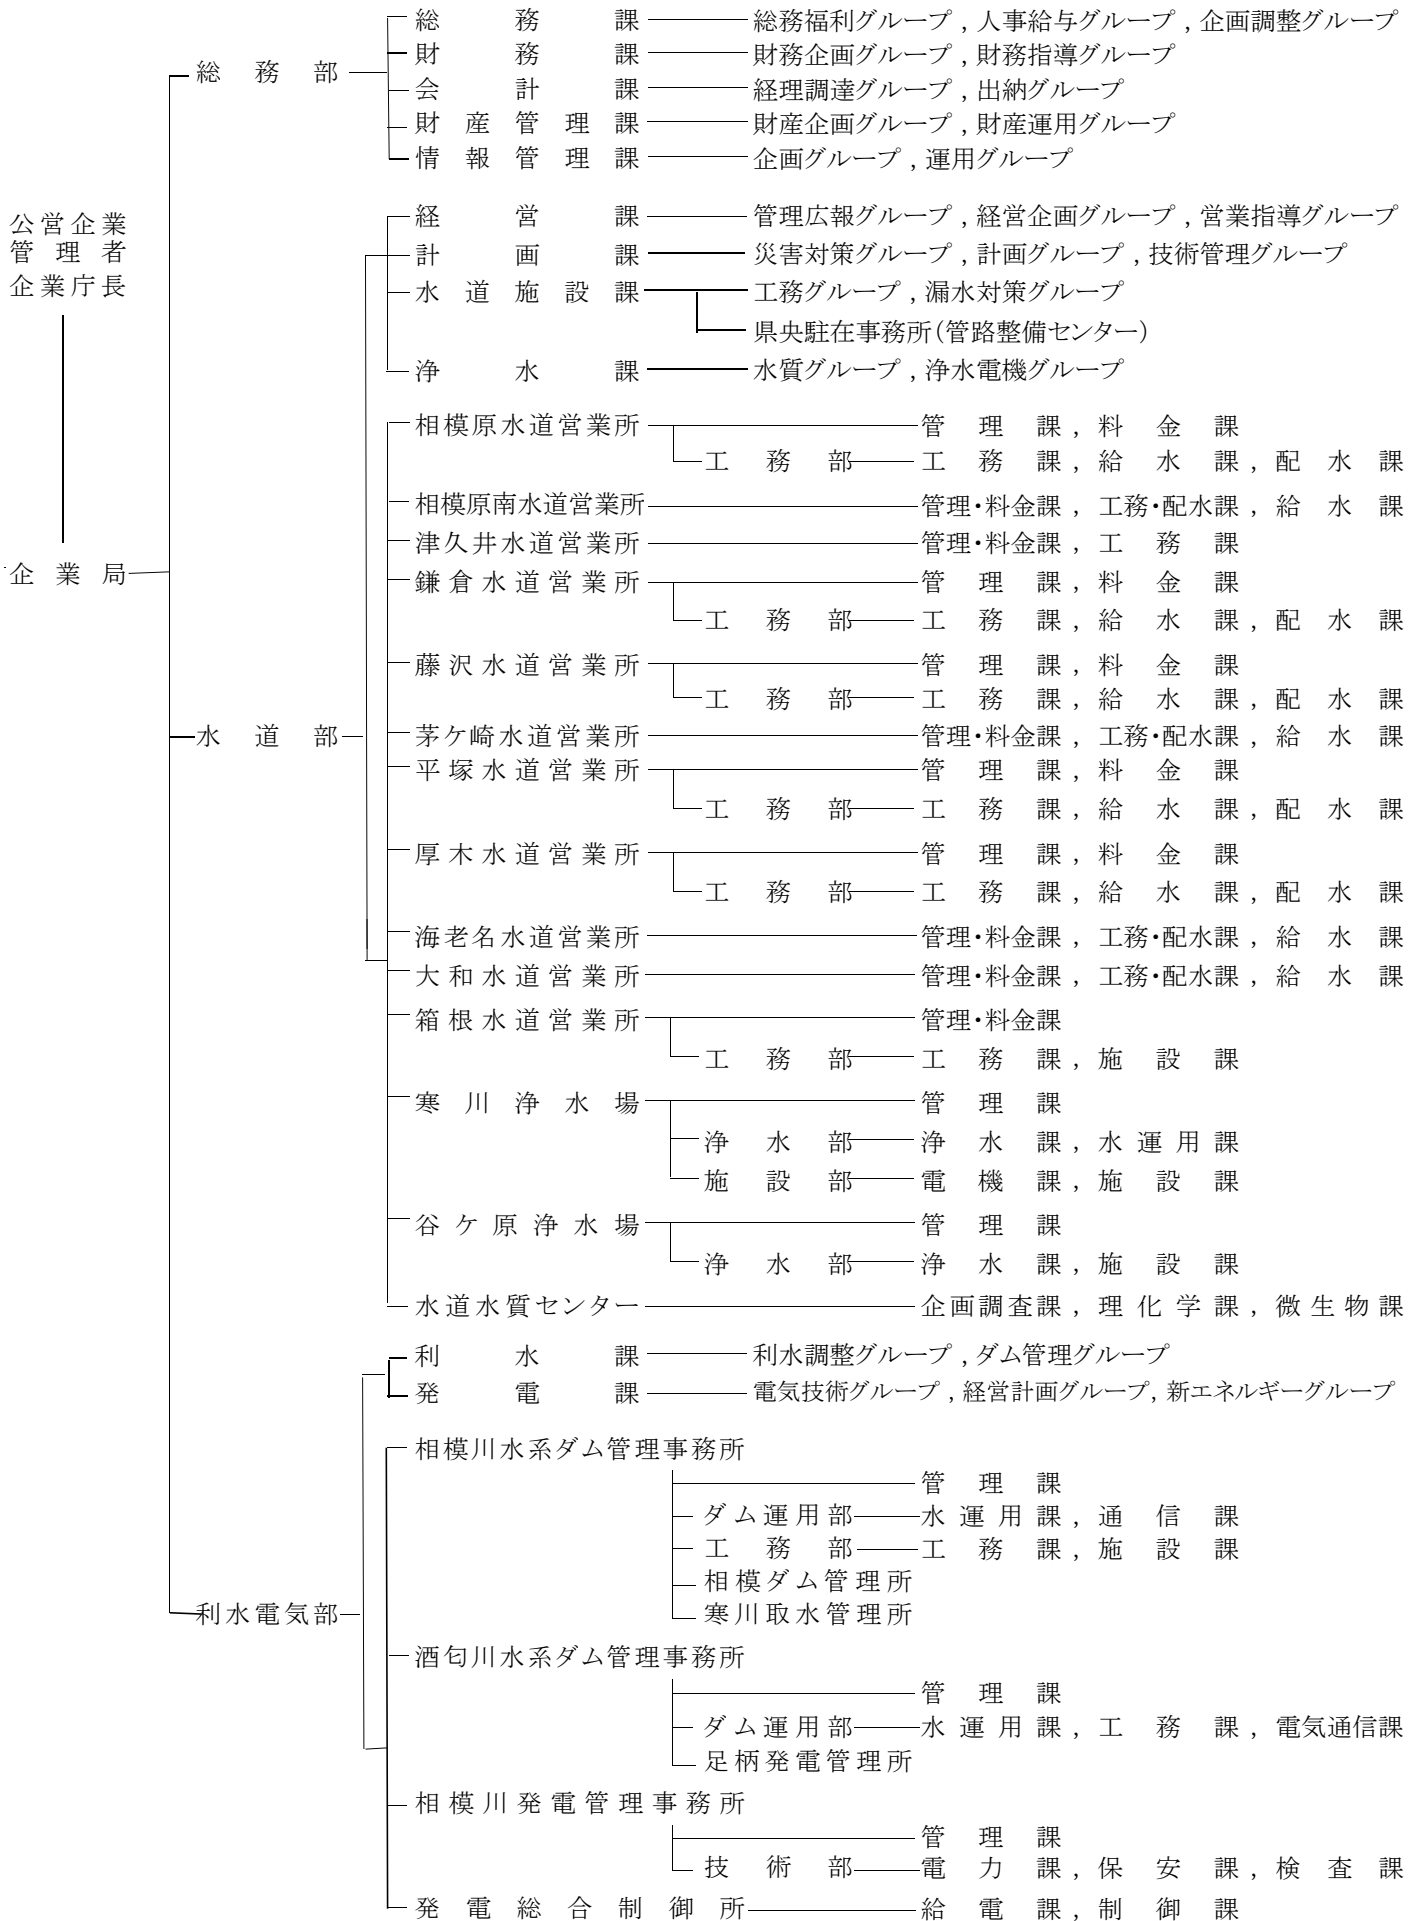 総務課 総務福利グループ , 人事給与グループ , 企画調整グループ
財務課 財務企画グループ , 財務指導グループ
総務部
会計課 経理調達グループ , 出納グループ
財産管理課 財産企画グループ , 財産運用グループ
情報管理課 企画グループ , 運用グループ
公営企業
管理者
企業庁長
経営課 管理広報グループ , 経営企画グループ , 営業指導グループ
計画課 災害対策グループ , 計画グループ , 技術管理グループ
水道施設課 工務グループ , 漏水対策グループ
県央駐在事務所(管路整備センター)
浄水課 水質グループ , 浄水電機グループ
相模原水道営業所 管理課 , 料金課
工務部 工務課 , 給水課 , 配水課
相模原南水道営業所 管理・料金課 , 工務・配水課 , 給水課
津久井水道営業所 管理・料金課 , 工務課
企業局
鎌倉水道営業所 管理課 , 料金課
工務部 工務課 , 給水課 , 配水課
藤沢水道営業所 管理課 , 料金課
工務部 工務課 , 給水課 , 配水課
水道部
茅ケ崎水道営業所 管理・料金課 , 工務・配水課 , 給水課
平塚水道営業所 管理課 , 料金課
工務部 工務課 , 給水課 , 配水課
厚木水道営業所 管理課 , 料金課
工務部 工務課 , 給水課 , 配水課
海老名水道営業所 管理・料金課 , 工務・配水課 , 給水課
大和水道営業所 管理・料金課 , 工務・配水課 , 給水課
箱根水道営業所 管理・料金課
工務部 工務課 , 施設課
寒川浄水場 管理課
浄水部 浄水課 , 水運用課
施設部 電機課 , 施設課
谷ケ原浄水場 管理課
浄水部 浄水課 , 施設課
水道水質センター 企画調査課 , 理化学課 , 微生物課
利水課 利水調整グループ , ダム管理グループ
発電課 電気技術グループ , 経営計画グループ, 新エネルギーグループ
相模川水系ダム管理事務所
管理課
ダム運用部 水運用課 , 通信課
工務部 工務課 , 施設課
相模ダム管理所
寒川取水管理所
利水電気部
酒匂川水系ダム管理事務所
管理課
ダム運用部 水運用課 , 工務課 , 電気通信課
足柄発電管理所
相模川発電管理事務所
管理課
技術部 電力課 , 保安課 , 検査課
発電総合制御所 給電課 , 制御課